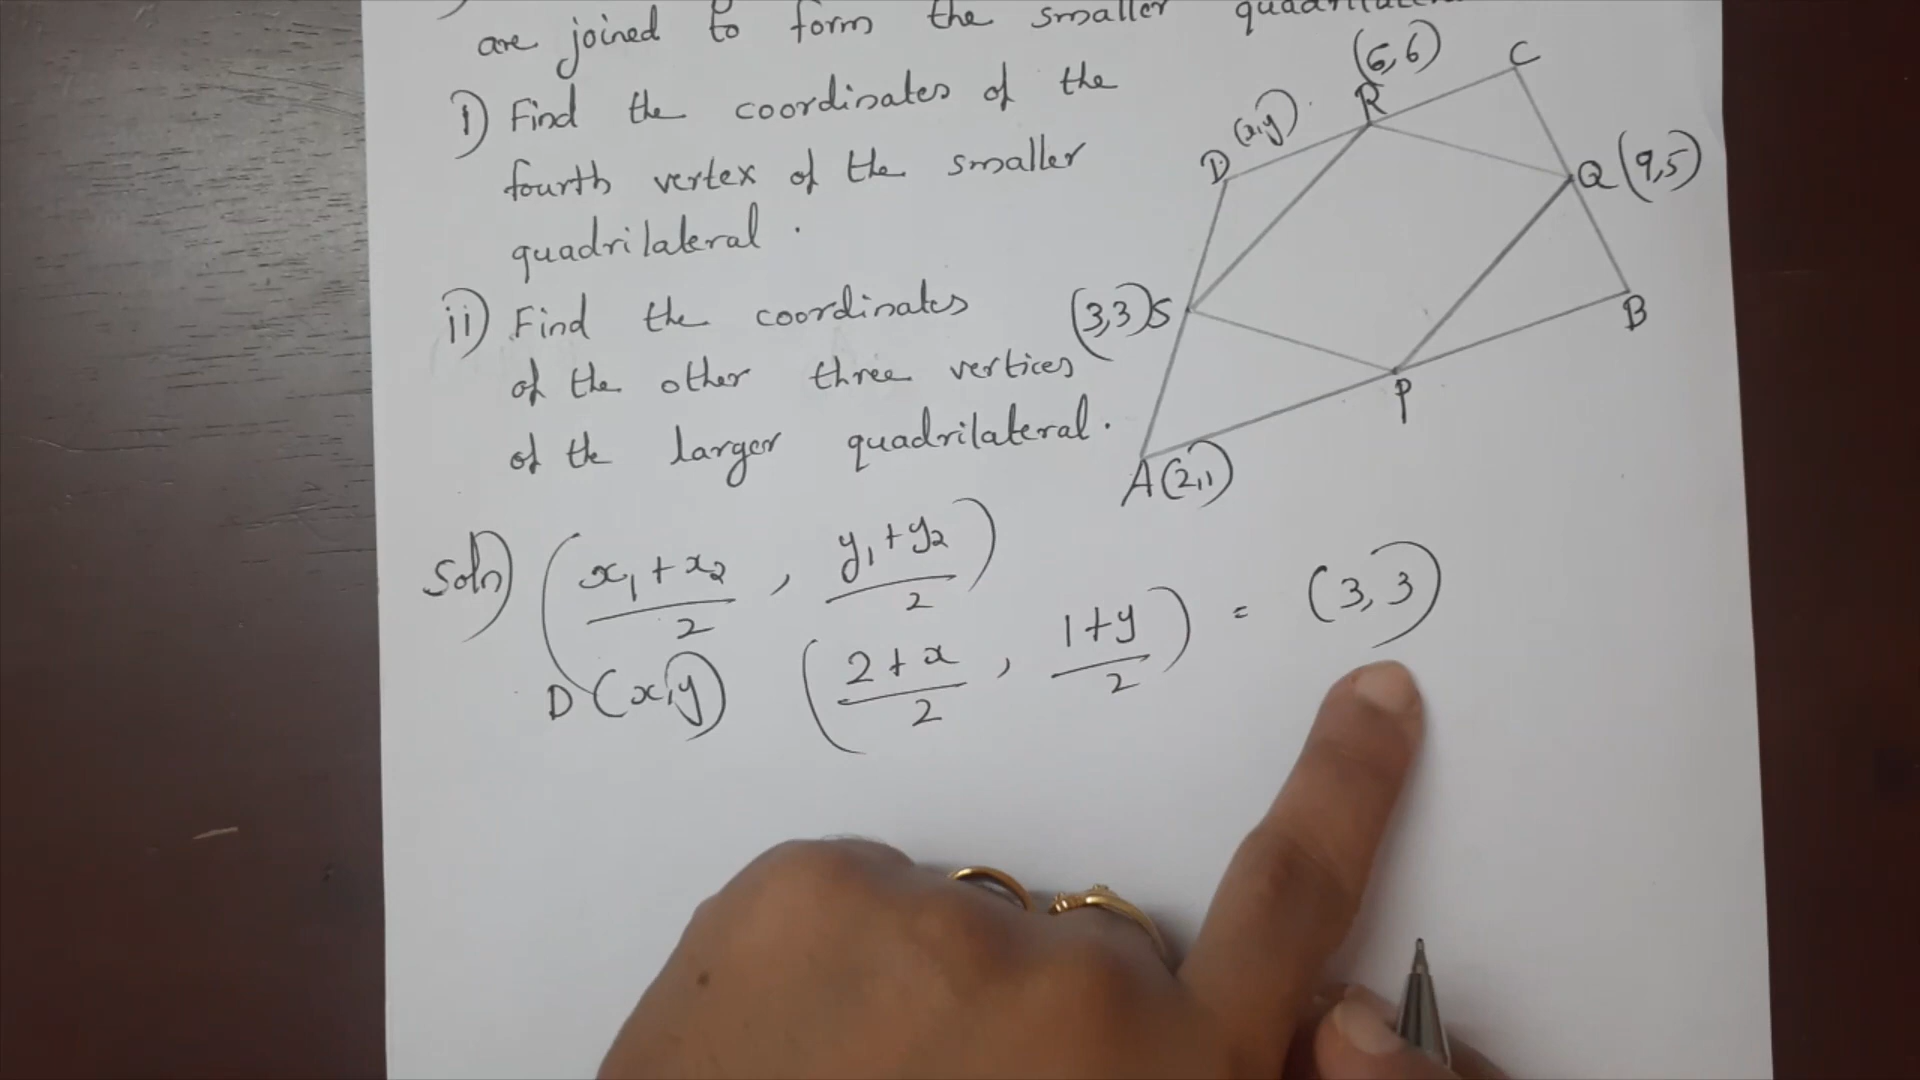 are joined to form the smaller
i) Find the coordinates of the
fourth vertex of the smaller
quadrilateral.
ii) Find the coordinates
of the other three vertices
of the larger quadrilateral.
(6,6)
R
C
D (x,y)
Q (9,5)
(3,3) S
B
P
A (2,1)
Soln) (x₁+x₂/2, y₁+y₂/2)
D (x,y) (2+x/2, 1+y/2) = (3,3)